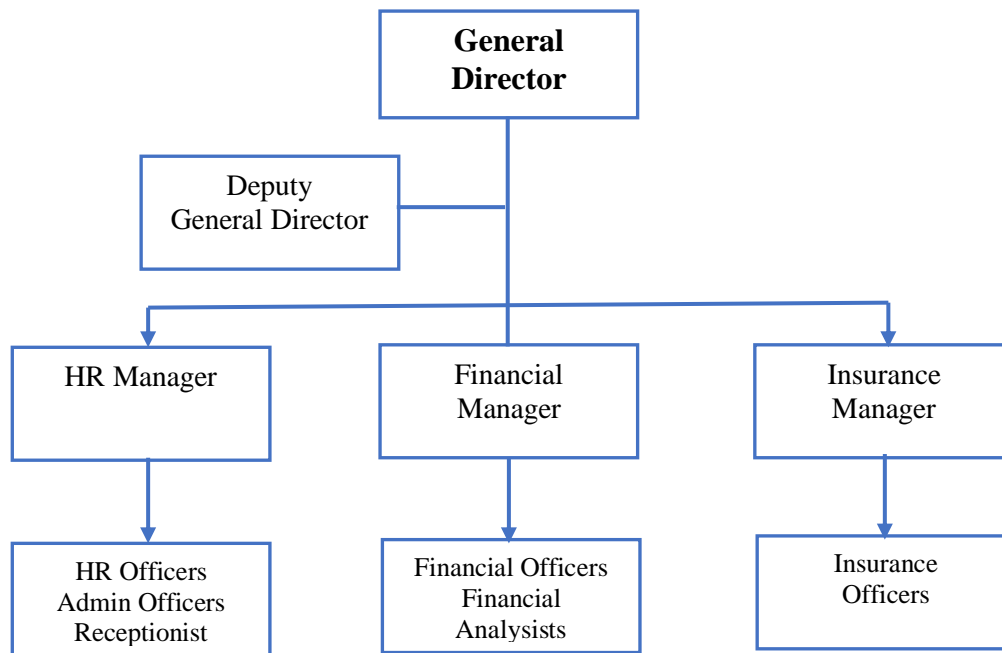 General
Director
Deputy
General Director
HR Manager
Financial
Manager
Insurance
Manager
HR Officers
Admin Officers
Receptionist
Financial Officers
Financial
Analysists
Insurance
Officers